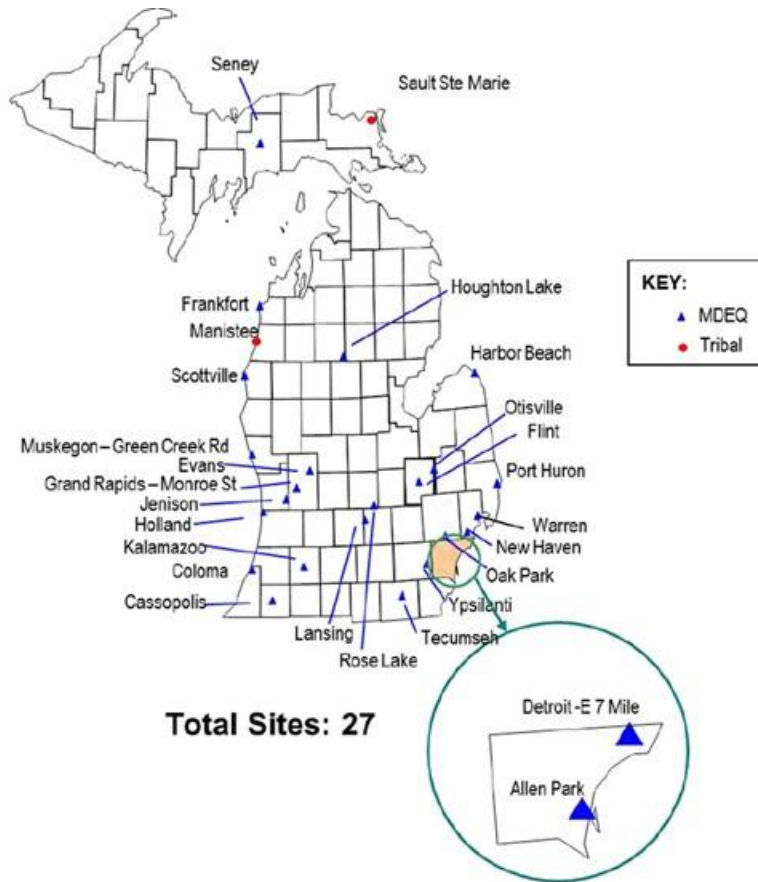 Seney
Sault Ste Marie
Houghton Lake
KEY:
MDEQ
Tribal
Frankfort
Manistee
Scottville
Harbor Beach
Otisville
Flint
Muskegon – Green Creek Rd
Evans
Grand Rapids – Monroe St
Jenison
Holland
Kalamazoo
Coloma
Cassopolis
Port Huron
Warren
New Haven
Oak Park
Ypsilanti
Lansing
Tecumseh
Rose Lake
Total Sites: 27
Detroit -E 7 Mile
Allen Park